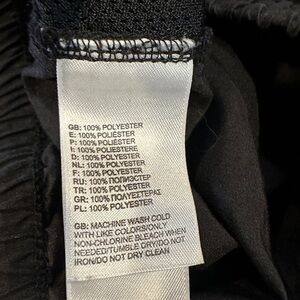 GB: 100% POLYESTER
E: 100% POLIÉSTER
P: 100% POLIÉSTER
I: 100% POLIESTERE
D: 100% POLYESTER
NL: 100% POLYESTER
F: 100% POLYESTER
RU: 100% ПОЛИЭСТЕР
TR: 100% POLYESTER
GR: 100% ΠΟΛΥΕΣΤΕΡΑΣ
PL: 100% POLYESTER
GB: MACHINE WASH COLD
WITH LIKE COLORS/ONLY
NON-CHLORINE BLEACH WHEN
NEEDED/TUMBLE DRY/DO NOT
IRON/DO NOT DRY CLEAN